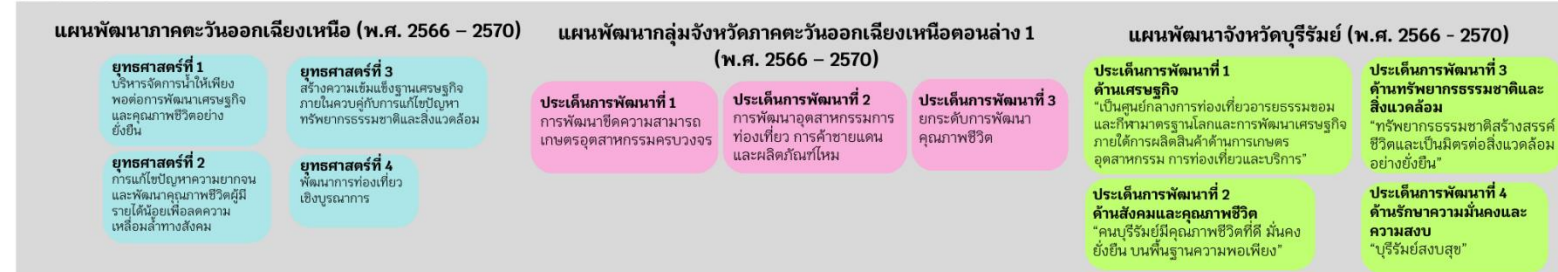 แผนพัฒนาภาคตะวันออกเฉียงเหนือ (พ.ศ. 2566 – 2570)
ยุทธศาสตร์ที่ 1
บริหารจัดการน้ำให้เพียง
พอต่อการพัฒนาเศรษฐกิจ
และคุณภาพชีวิตอย่าง
ยั่งยืน
ยุทธศาสตร์ที่ 2
การแก้ไขปัญหาความยากจน
และพัฒนาคุณภาพชีวิตผู้มี
รายได้น้อยเพื่อลดความ
เหลื่อมล้ำทางสังคม
ยุทธศาสตร์ที่ 3
สร้างความเข้มแข็งฐานเศรษฐกิจ
ภายในควบคู่กับการแก้ไขปัญหา
ทรัพยากรธรรมชาติและสิ่งแวดล้อม
ยุทธศาสตร์ที่ 4
พัฒนาการท่องเที่ยว
เชิงบูรณาการ
แผนพัฒนากลุ่มจังหวัดภาคตะวันออกเฉียงเหนือตอนล่าง 1
(พ.ศ. 2566 – 2570)
ประเด็นการพัฒนาที่ 1
การพัฒนาขีดความสามารถ
เกษตรอุตสาหกรรมครบวงจร
ประเด็นการพัฒนาที่ 2
การพัฒนาอุตสาหกรรมการ
ท่องเที่ยว การค้าชายแดน
และผลิตภัณฑ์ไหม
ประเด็นการพัฒนาที่ 3
ยกระดับการพัฒนา
คุณภาพชีวิต
แผนพัฒนาจังหวัดบุรีรัมย์ (พ.ศ. 2566 - 2570)
ประเด็นการพัฒนาที่ 1
ด้านเศรษฐกิจ
"เป็นศูนย์กลางการท่องเที่ยวอารยธรรมขอม
และกีฬามาตรฐานโลกและการพัฒนาเศรษฐกิจ
ภายใต้การผลิตสินค้าด้านการเกษตร
อุตสาหกรรม การท่องเที่ยวและบริการ"
ประเด็นการพัฒนาที่ 2
ด้านสังคมและคุณภาพชีวิต
"คนบุรีรัมย์มีคุณภาพชีวิตที่ดี มั่นคง
ยั่งยืน บนพื้นฐานความพอเพียง"
ประเด็นการพัฒนาที่ 3
ด้านทรัพยากรธรรมชาติและ
สิ่งแวดล้อม
"ทรัพยากรธรรมชาติสร้างสรรค์
ชีวิตและเป็นมิตรต่อสิ่งแวดล้อม
อย่างยั่งยืน"
ประเด็นการพัฒนาที่ 4
ด้านรักษาความมั่นคงและ
ความสงบ
"บุรีรัมย์สงบสุข"